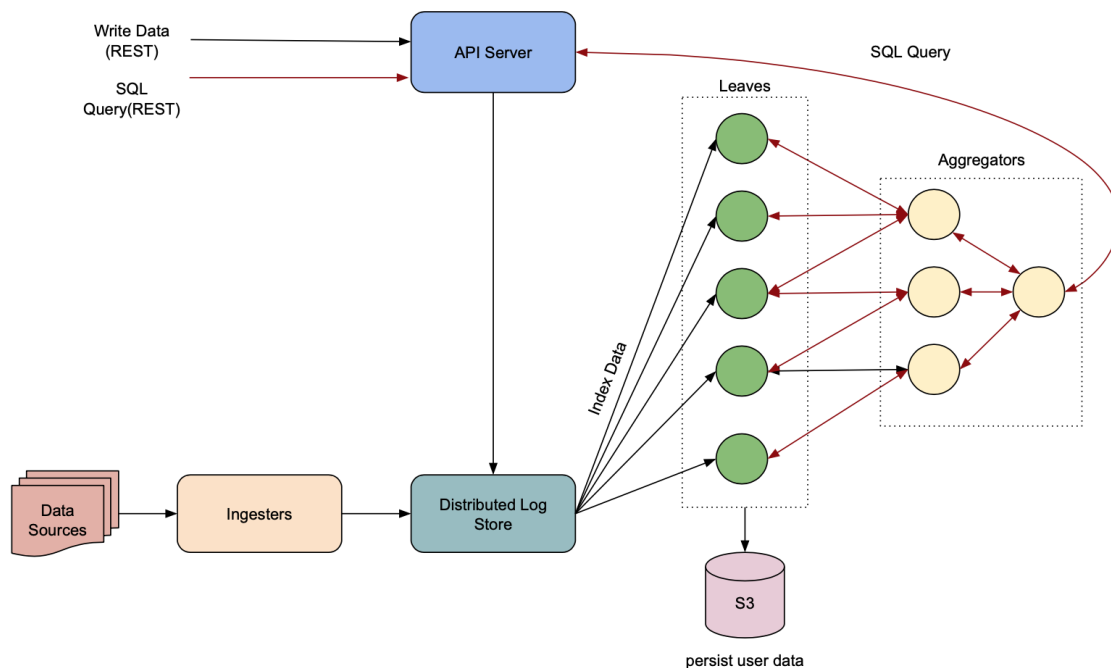 Write Data
(REST)
API Server
SQL Query
SQL
Query(REST)
Leaves
Aggregators
Index Data
Data
Sources
Ingesters
Distributed Log
Store
S3
persist user data